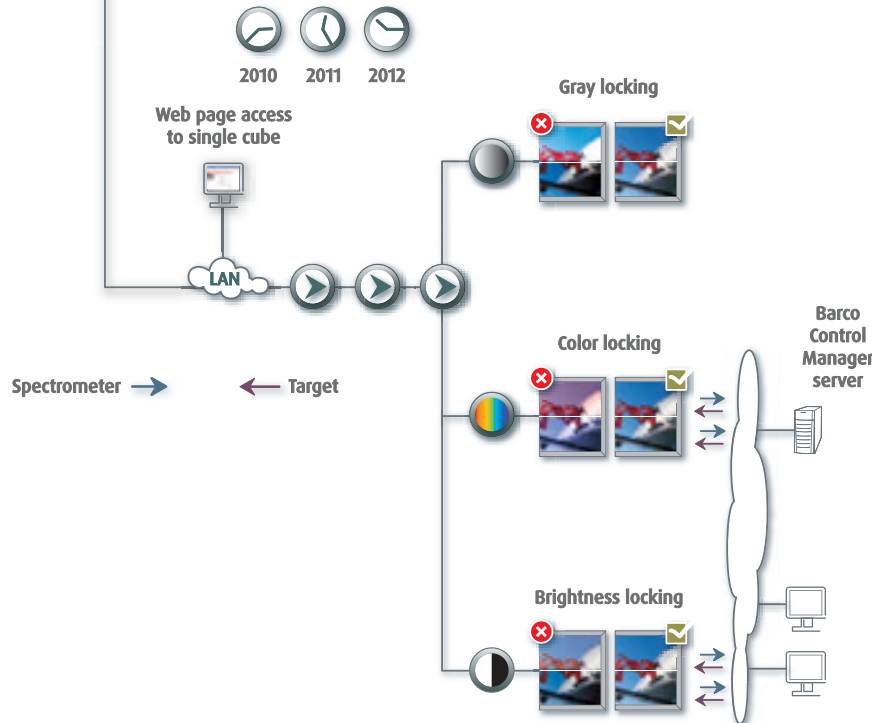 2010 2011 2012
Web page access
to single cube
Gray locking
LAN
Barco
Control
Manager
server
Color locking
Spectrometer
Target
Brightness locking